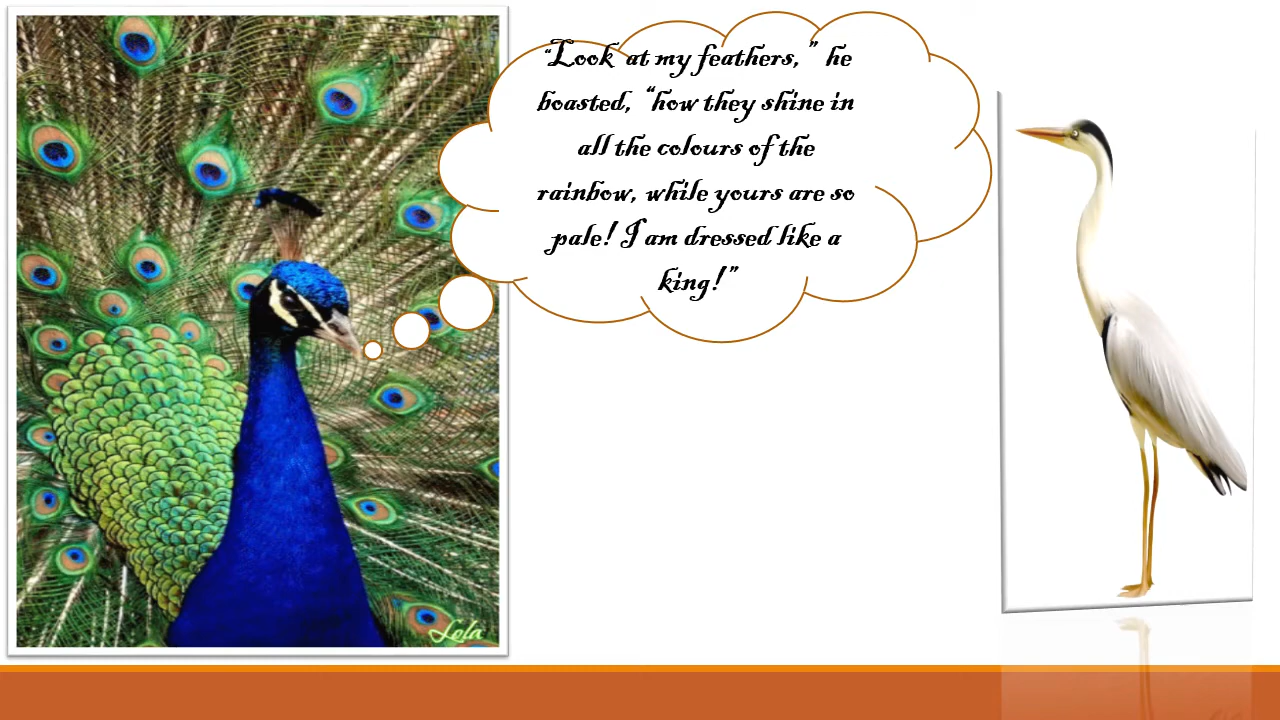 “Look at my feathers,” he
boasted, “how they shine in
all the colours of the
rainbow, while yours are so
pale! I am dressed like a
king!”
Lola